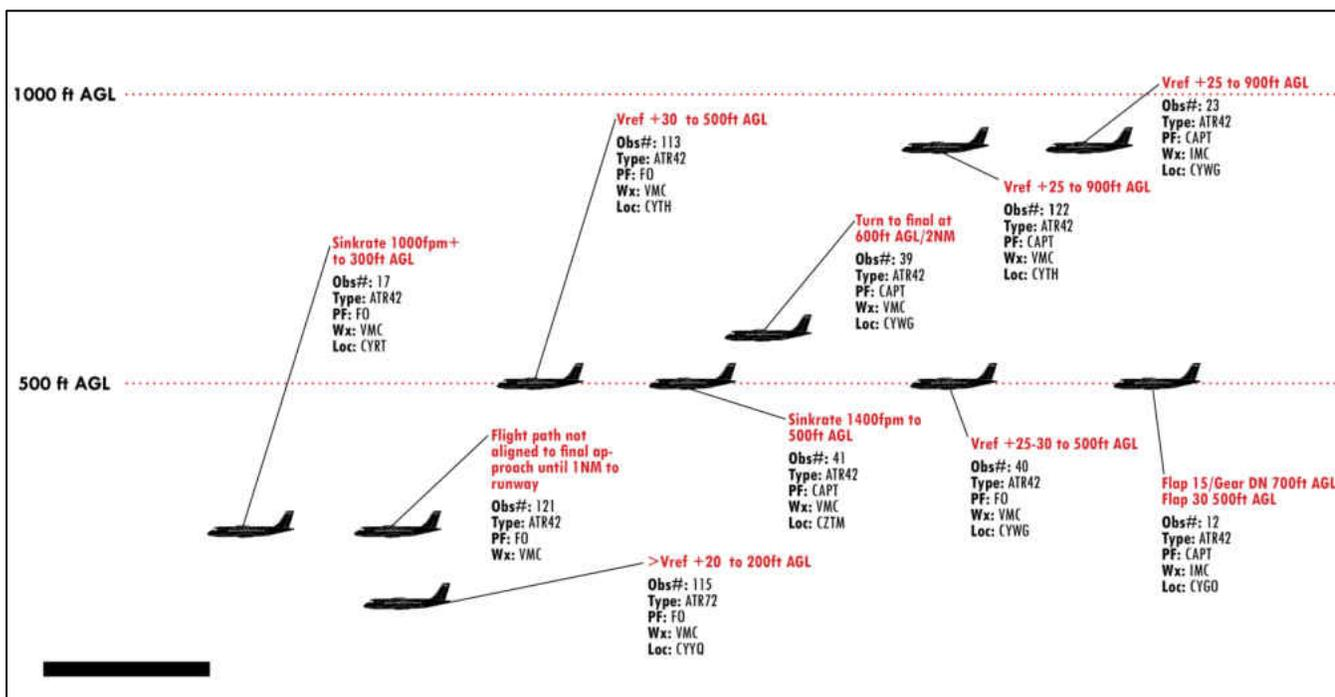 1000 ft AGL
Vref +25 to 900ft AGL
Obs#: 23
Type: ATR42
PF: CAPT
Wx: IMC
Loc: CYWG
Vref +30 to 500ft AGL
Obs#: 113
Type: ATR42
PF: FO
Wx: VMC
Loc: CYTH
Vref +25 to 900ft AGL
Obs#: 122
Type: ATR42
PF: CAPT
Wx: VMC
Loc: CYTH
Turn to final at
600ft AGL/2NM
Obs#: 39
Type: ATR42
PF: CAPT
Wx: VMC
Loc: CYWG
Sinkrate 1000fpm+
to 300ft AGL
Obs#: 17
Type: ATR42
PF: FO
Wx: VMC
Loc: CYRT
500 ft AGL
Sinkrate 1400fpm to
500ft AGL
Obs#: 41
Type: ATR42
PF: CAPT
Wx: VMC
Loc: CZTM
Flight path not
aligned to final ap-
proach until 1NM to
runway
Obs#: 121
Type: ATR42
PF: FO
Wx: VMC
Vref +25-30 to 500ft AGL
Obs#: 40
Type: ATR42
PF: FO
Wx: VMC
Loc: CYWG
Flap 15/Gear DN 700ft AGL
Flap 30 500ft AGL
Obs#: 12
Type: ATR42
PF: CAPT
Wx: IMC
Loc: CYGO
>Vref +20 to 200ft AGL
Obs#: 115
Type: ATR72
PF: FO
Wx: VMC
Loc: CYYQ